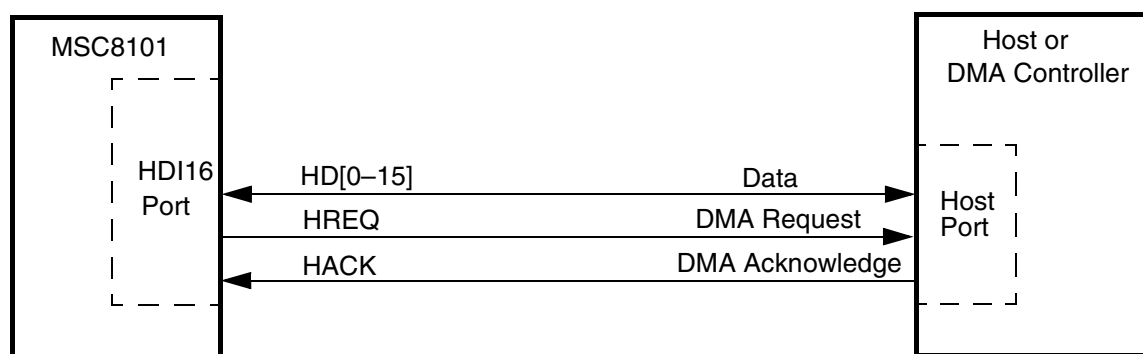 MSC8101
Host or
DMA Controller
HDI16
Port
HD[0–15]
Data
HREQ
DMA Request
HACK
DMA Acknowledge
Host
Port